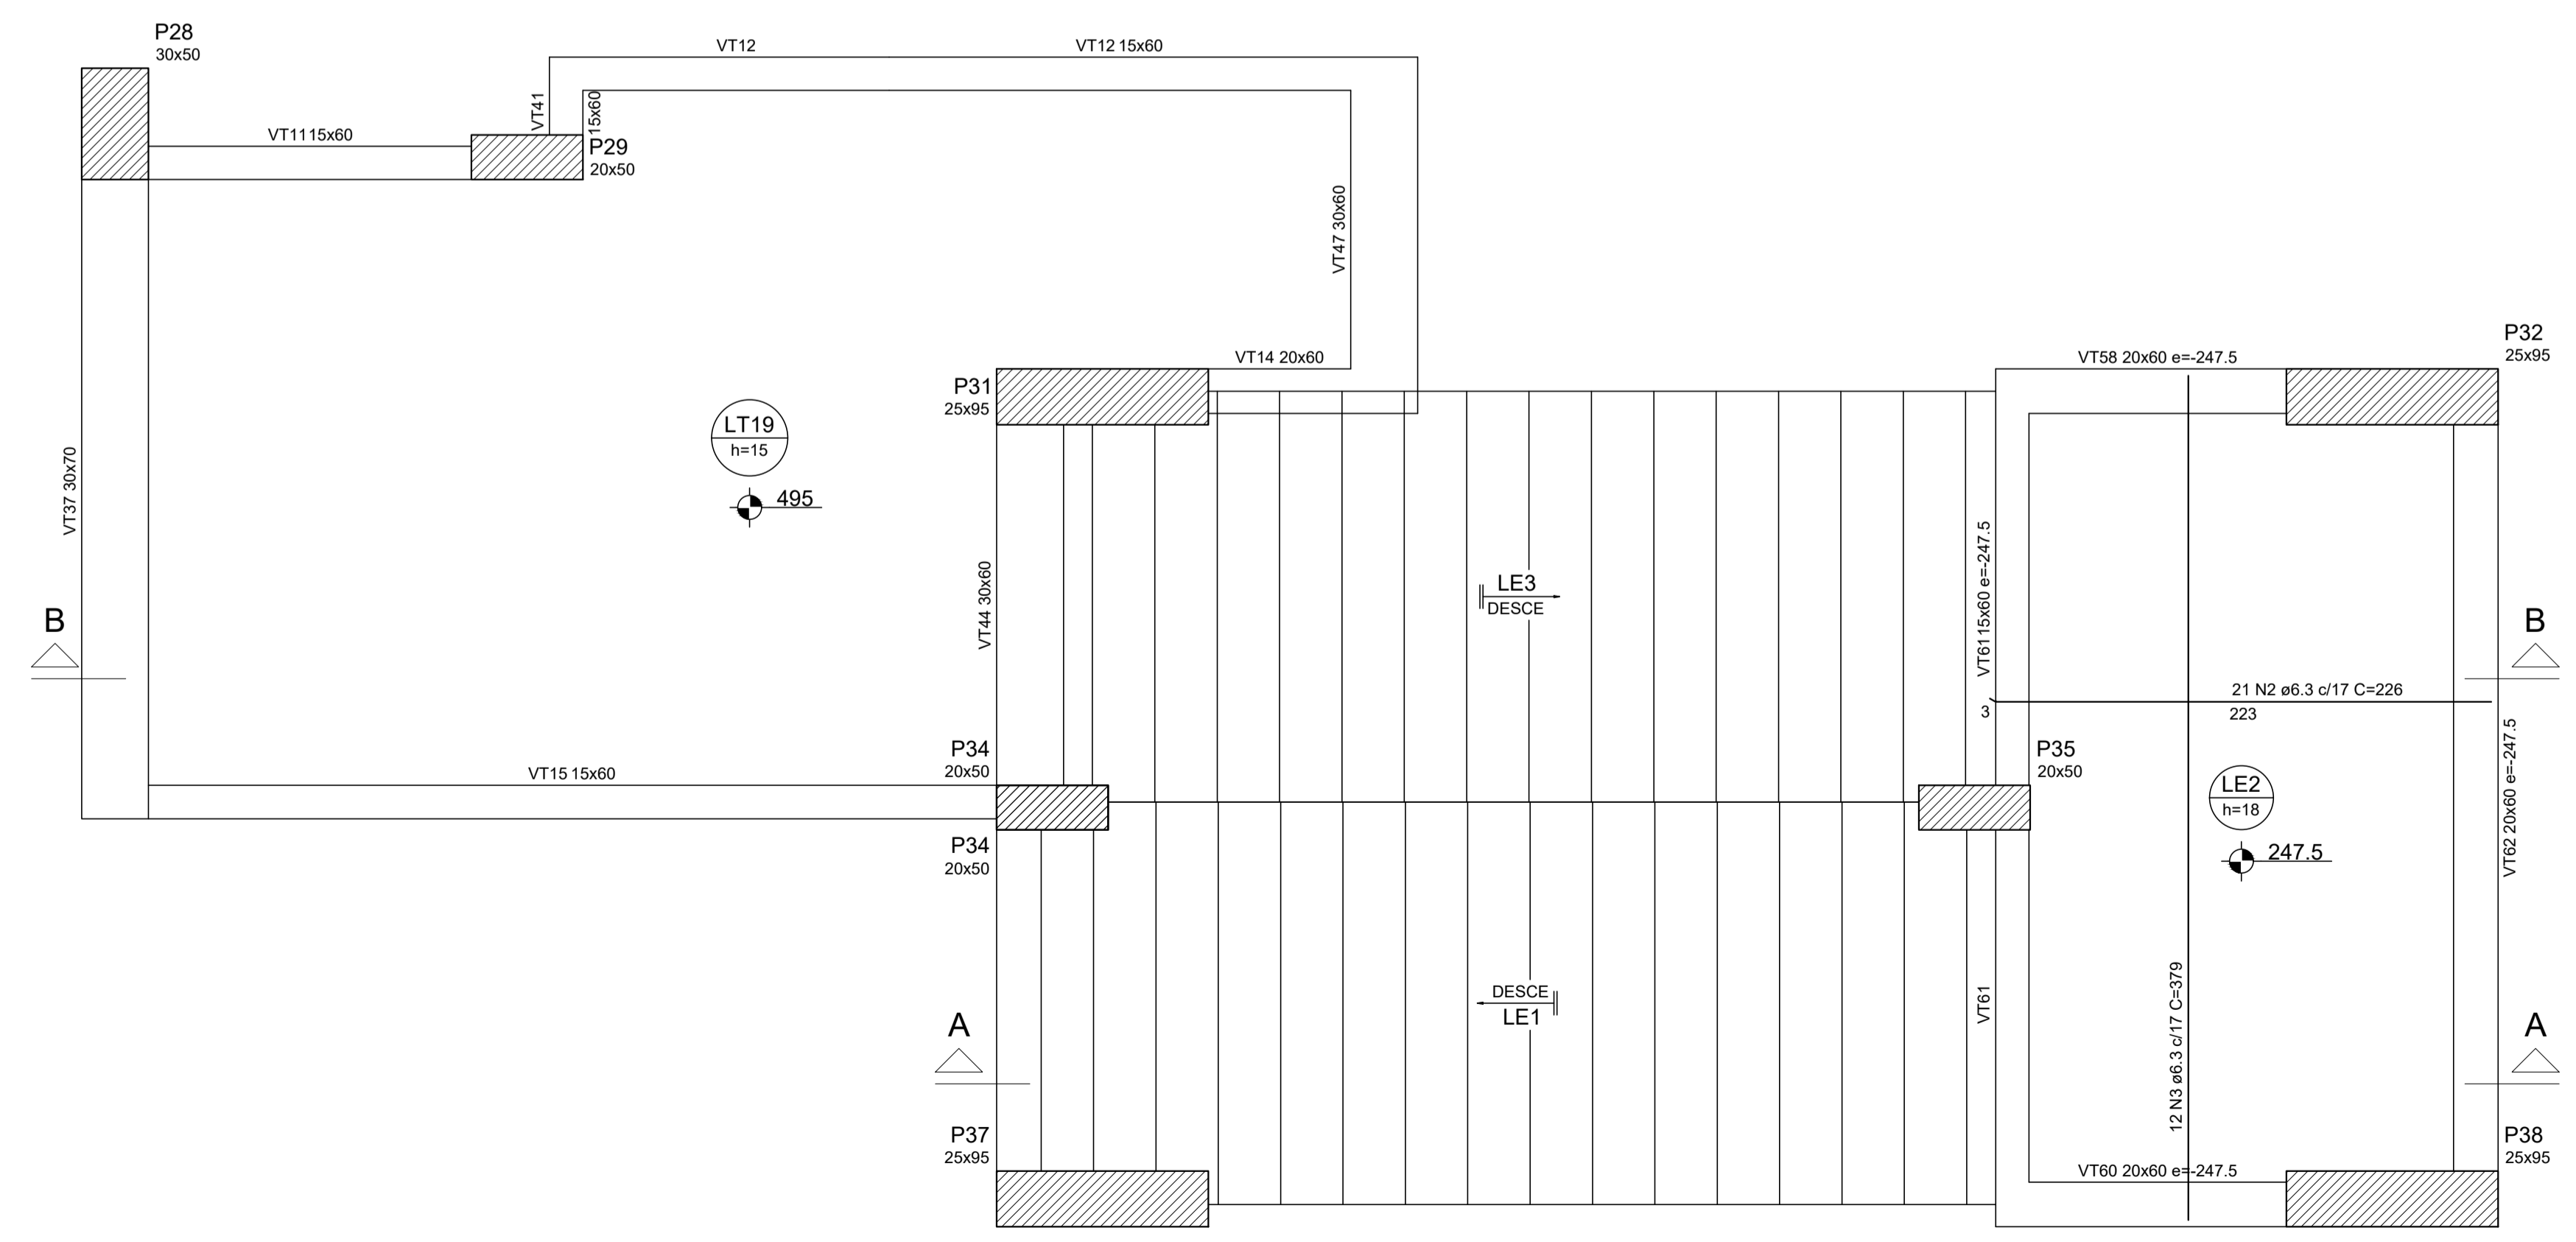 P28
30x50
VT12
VT12 15x60
VT41
15x60
VT11 15x60
P29
20x50
VT47 30x60
VT14 20x60
P31
25x95
VT58 20x60 e=-247.5
P32
25x95
LT19
h=15
495
VT37 30x70
VT44 30x60
LE3
DESCE
VT61 15x60 e=-247.5
B
B
21 N2 ø6.3 c/17 C=226
3
223
VT15 15x60
P34
20x50
P35
20x50
LE2
h=18
247.5
VT62 20x60 e=-247.5
P34
20x50
DESCE
LE1
VT61
12 N3 ø6.3 c/17 C=379
A
A
P37
25x95
VT60 20x60 e=-247.5
P38
25x95